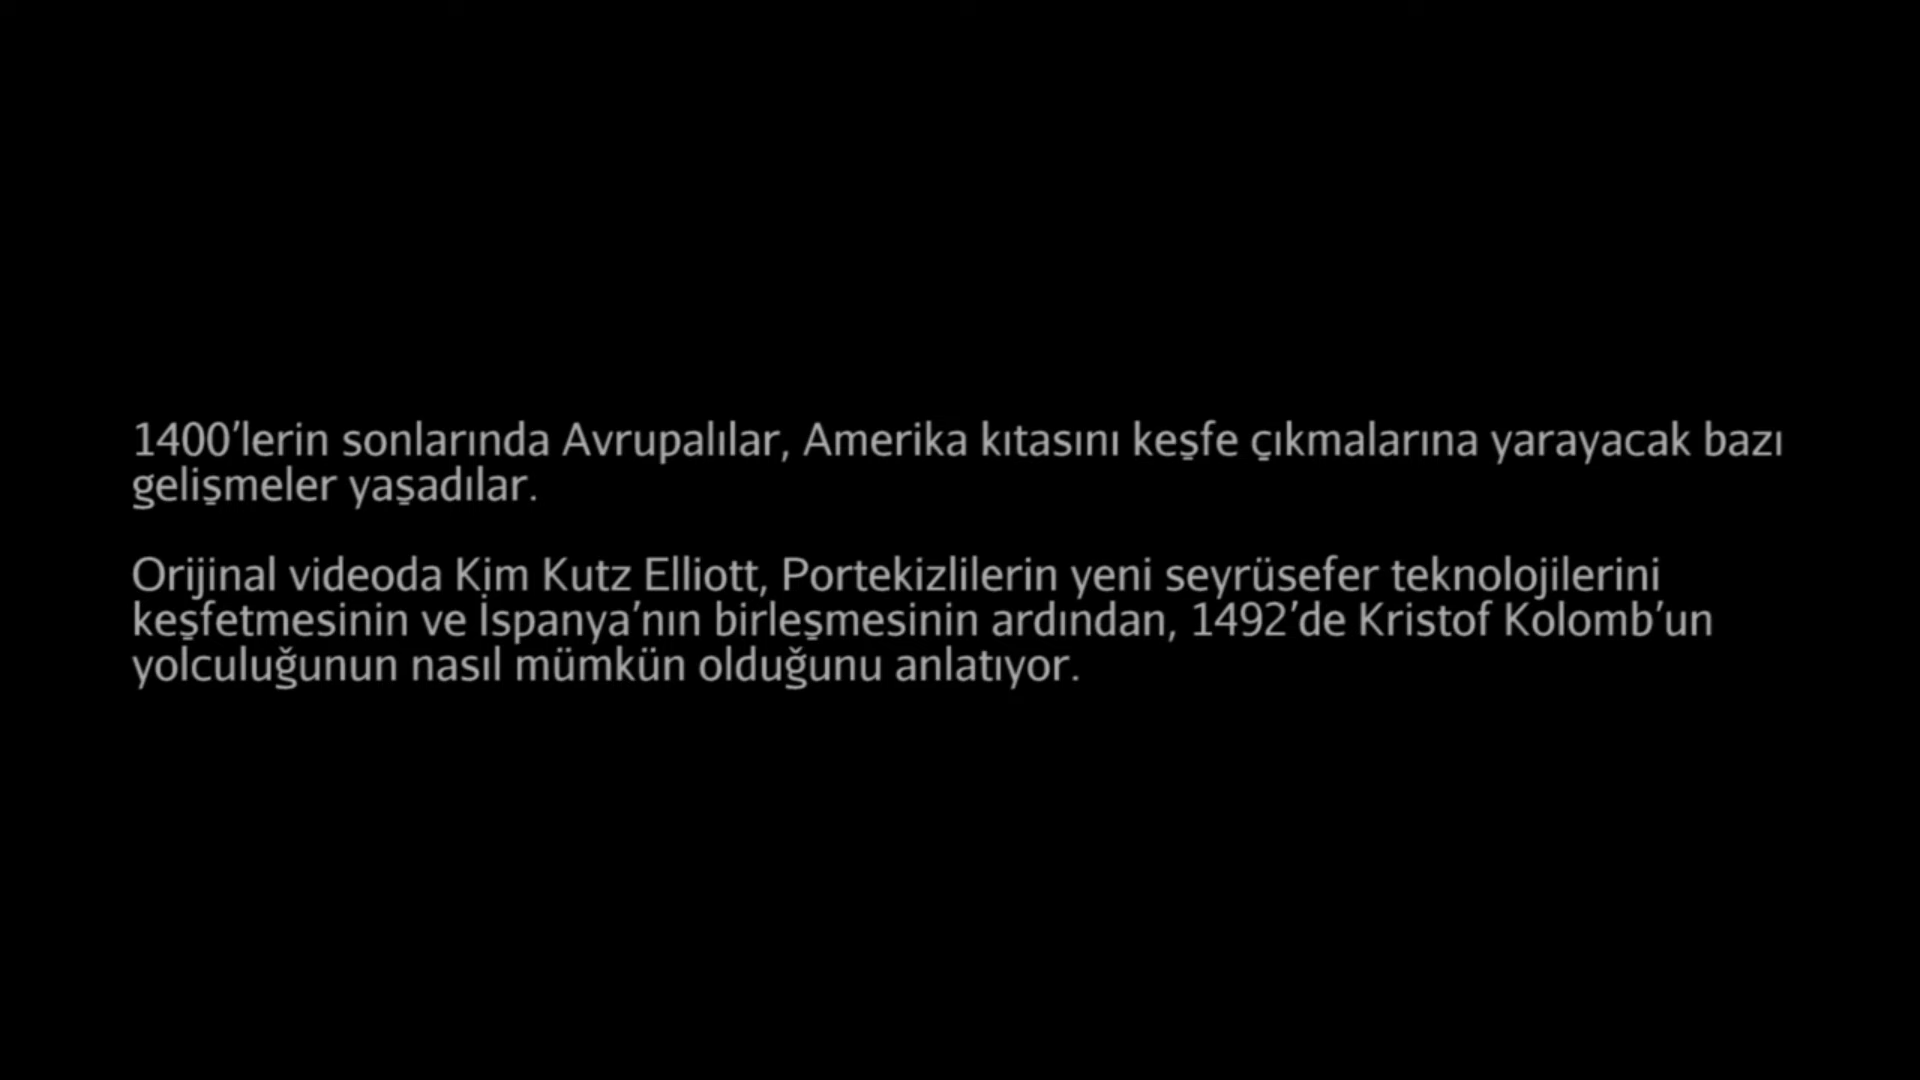 1400’lerin sonlarında Avrupalılar, Amerika kıtasını keşfe çıkmalarına yarayacak bazı
gelişmeler yaşadılar.
Orijinal videoda Kim Kutz Elliott, Portekizlilerin yeni seyrüsefer teknolojilerini
keşfetmesinin ve İspanya’nın birleşmesinin ardından, 1492’de Kristof Kolomb’un
yolculuğunun nasıl mümkün olduğunu anlatıyor.